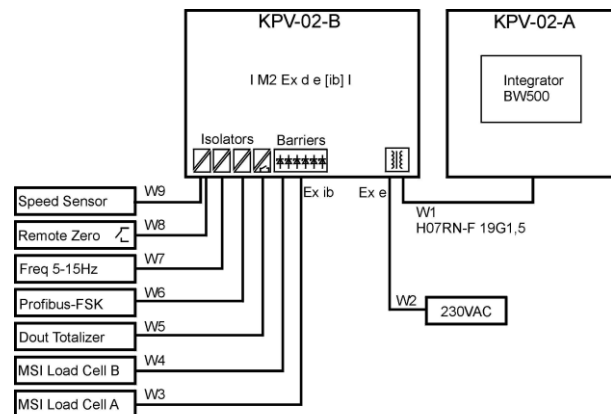 KPV-02-B
KPV-02-A
I M2 Ex d e [ib] I
Integrator
BW500
Isolators
Barriers
Ex ib
Ex e
W1
H07RN-F 19G1,5
W2
230VAC
Speed Sensor
W9
Remote Zero
W8
Freq 5-15Hz
W7
Profibus-FSK
W6
Dout Totalizer
W5
MSI Load Cell B
W4
MSI Load Cell A
W3